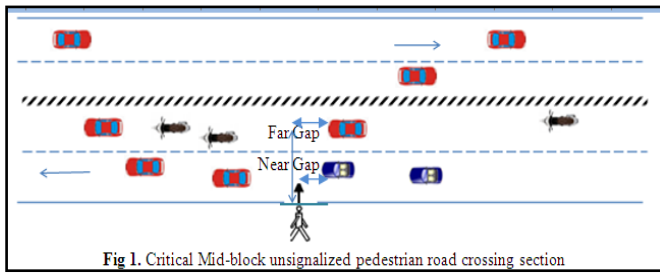 Far Gap
Near Gap
Fig 1. Critical Mid-block unsignalized pedestrian road crossing section